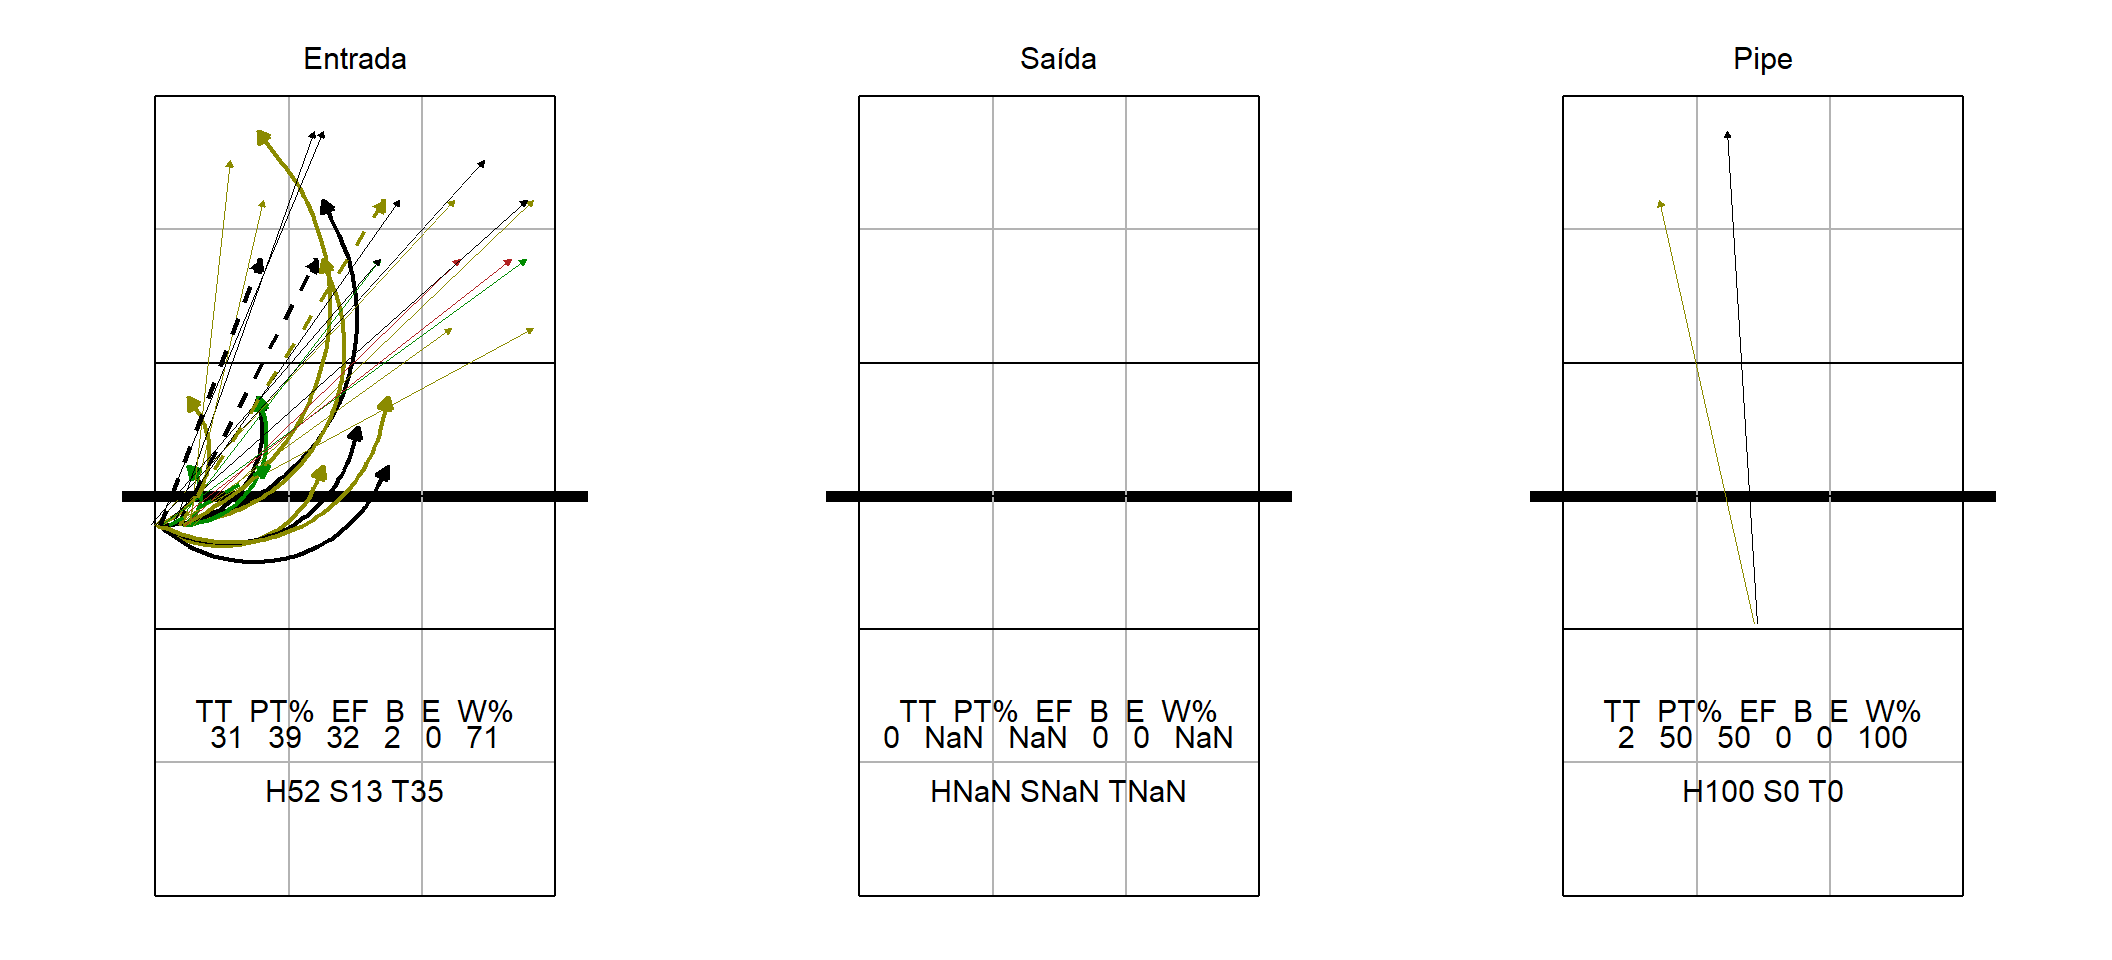 Entrada
TT PT% EF B E W%
31 39 32 2 0 71
H52 S13 T35
Saída
TT PT% EF B E W%
0 NaN NaN 0 0 NaN
HNaN SNaN TNaN
Pipe
TT PT% EF B E W%
2 50 50 0 0 100
H100 S0 T0